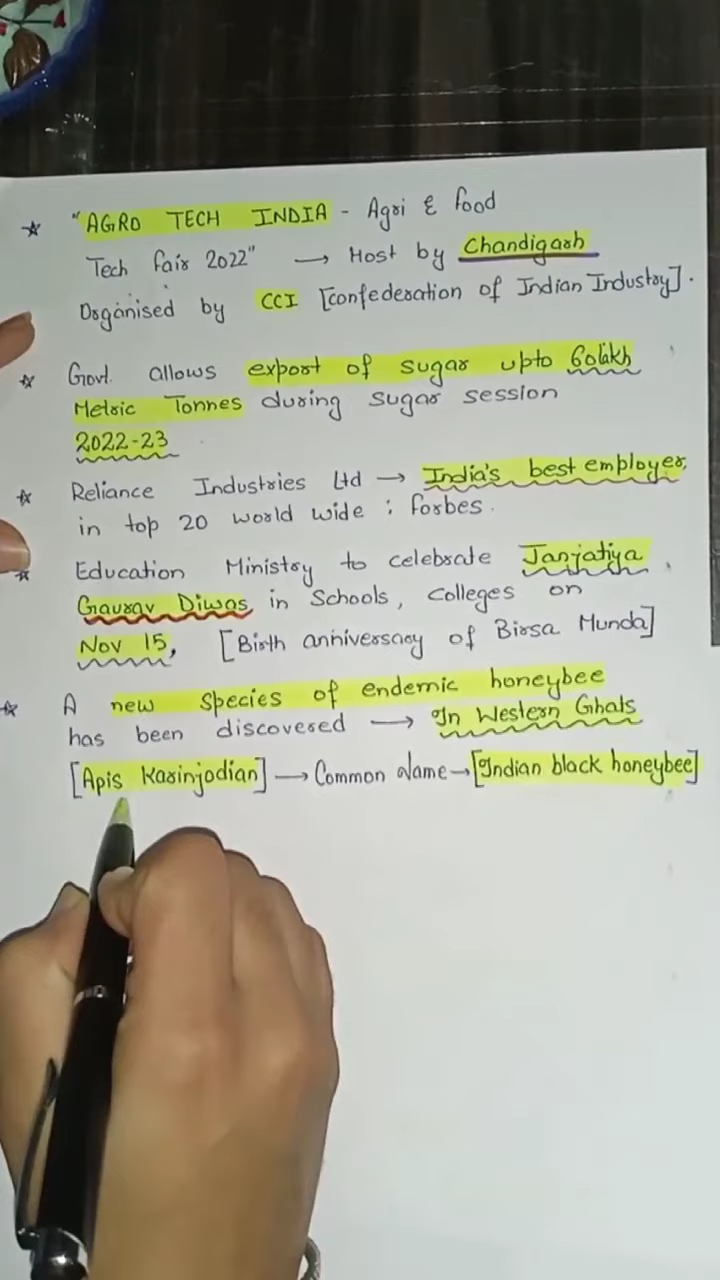 ☆ "AGRO TECH INDIA - Agri & food
Tech fair 2022" → Host by Chandigarh
Organised by CCI [confederation of Indian Industry].
☆ Govt. allows export of sugar upto 60lakh
Metric Tonnes during sugar session
2022-23
☆ Reliance Industries Ltd → India's best employer,
in top 20 world wide : forbes.
☆ Education Ministry to celebrate Janjatiya
Gaurav Diwas in Schools, Colleges on
Nov 15, [Birth anniversary of Birsa Munda]
☆ A new species of endemic honeybee
has been discovered → In Western Ghats
[Apis Karinjodian] → Common Name → [Indian black honeybee]